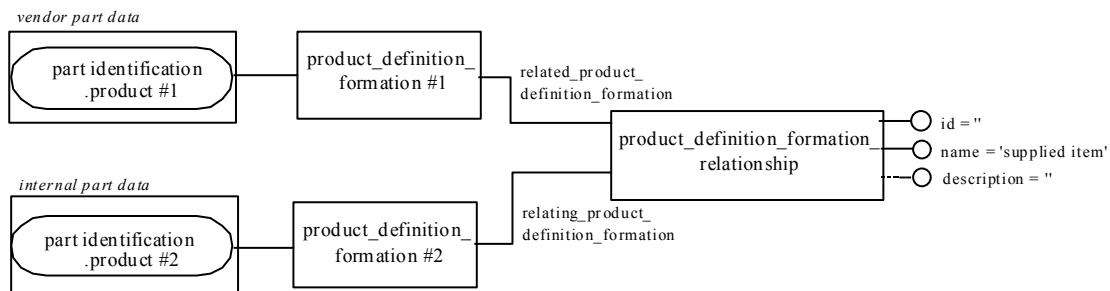 vendor part data
part identification
.product #1
product_definition_
formation #1
related_product_
definition_formation
product_definition_formation_
relationship
id = ''
name = 'supplied item'
description = ''
internal part data
part identification
.product #2
product_definition_
formation #2
relating_product_
definition_formation